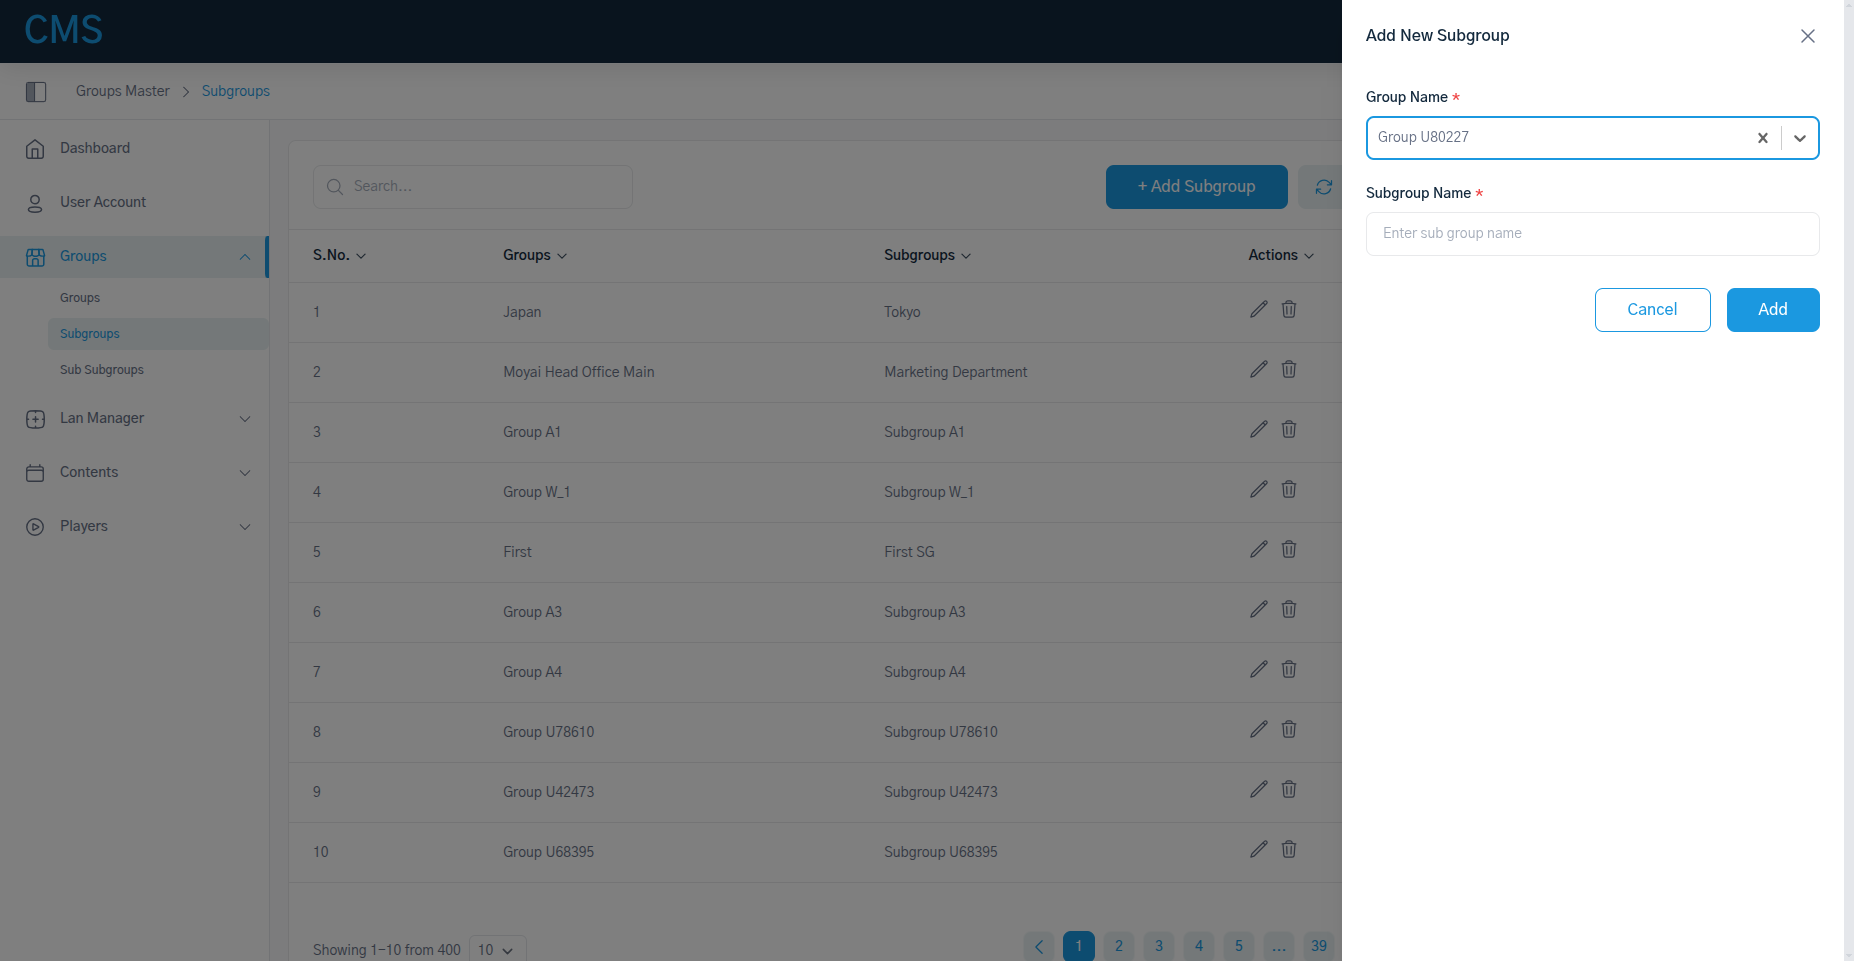 CMS
Groups Master > Subgroups
Dashboard
User Account
Groups
Groups
Subgroups
Sub Subgroups
Lan Manager
Contents
Players
Search...
+ Add Subgroup
S.No. Groups Subgroups Actions
1 Japan Tokyo
2 Moyai Head Office Main Marketing Department
3 Group A1 Subgroup A1
4 Group W_1 Subgroup W_1
5 First First SG
6 Group A3 Subgroup A3
7 Group A4 Subgroup A4
8 Group U78610 Subgroup U78610
9 Group U42473 Subgroup U42473
10 Group U68395 Subgroup U68395
Showing 1-10 from 400 10
1 2 3 4 5 ... 39
Add New Subgroup
Group Name *
Group U80227
Subgroup Name *
Enter sub group name
Cancel Add